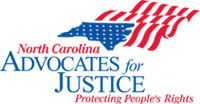 North Carolina
ADVOCATES for
JUSTICE
Protecting People's Rights